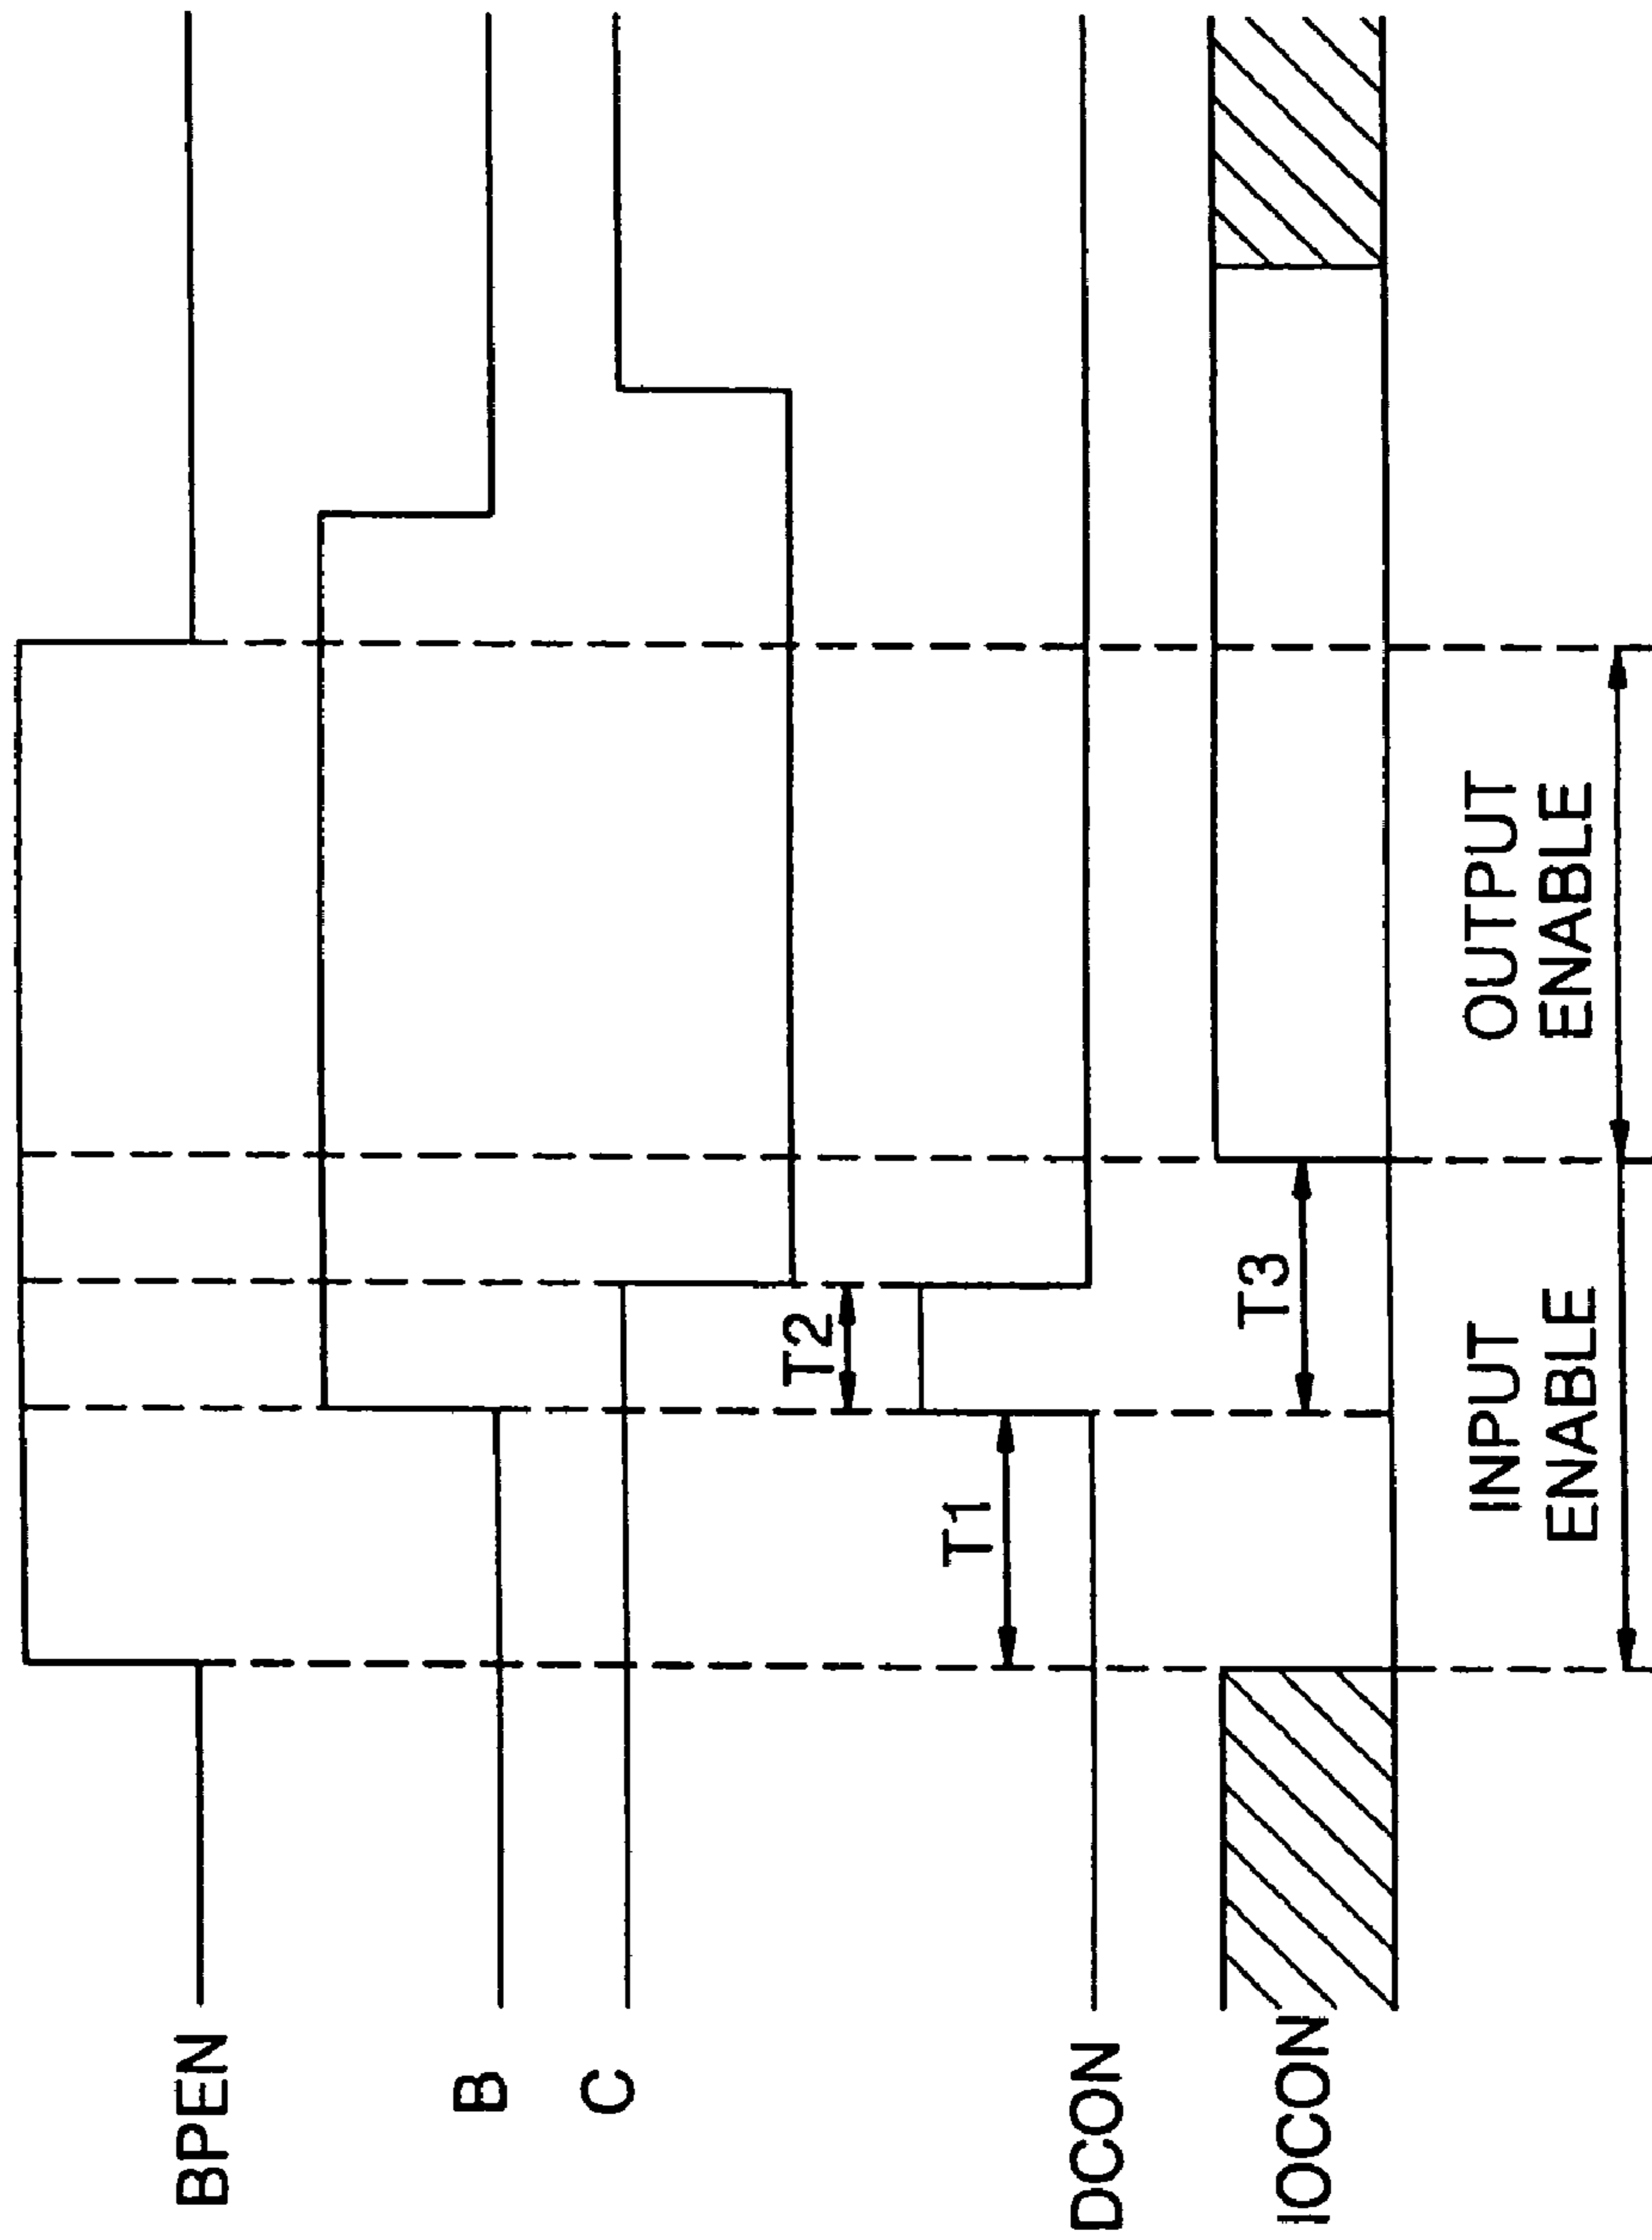 BPEN
B
C
T2
T1
DCON
T3
IOCON
INPUT
ENABLE
OUTPUT
ENABLE